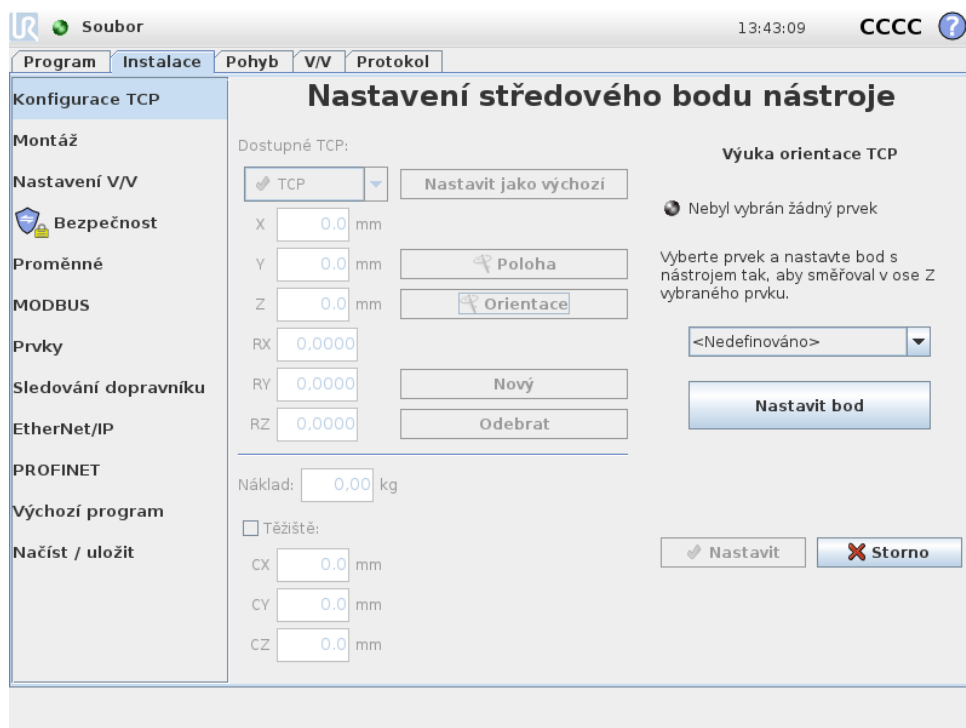 UR Soubor 13:43:09 CCCC ?
Program Instalace Pohyb V/V Protokol
Konfigurace TCP
Montáž
Nastavení V/V
Bezpečnost
Proměnné
MODBUS
Prvky
Sledování dopravníku
EtherNet/IP
PROFINET
Výchozí program
Načíst / uložit
Nastavení středového bodu nástroje
Dostupné TCP:
TCP Nastavit jako výchozí
X 0.0 mm
Y 0.0 mm Poloha
Z 0.0 mm Orientace
RX 0,0000
RY 0,0000 Nový
RZ 0,0000 Odebrat
Náklad: 0,00 kg
Těžiště:
CX 0.0 mm
CY 0.0 mm
CZ 0.0 mm
Výuka orientace TCP
Nebyl vybrán žádný prvek
Vyberte prvek a nastavte bod s
nástrojem tak, aby směřoval v ose Z
vybraného prvku.
<Nedefinováno>
Nastavit bod
Nastavit Storno